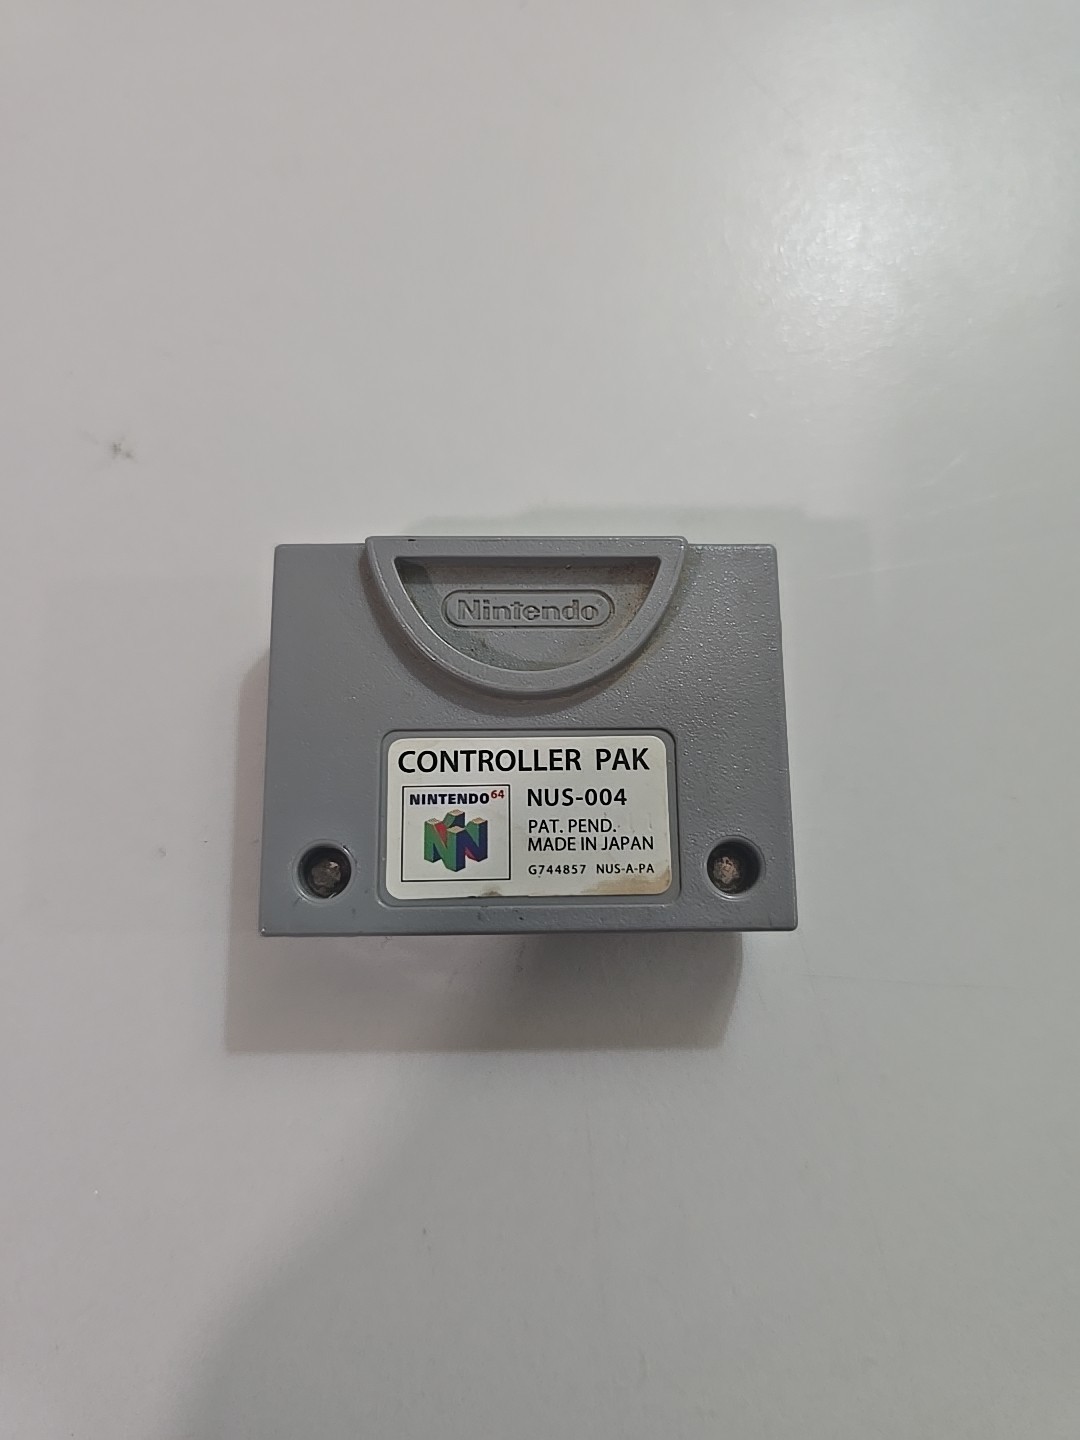 Nintendo
CONTROLLER PAK
NINTENDO64
NUS-004
PAT. PEND.
MADE IN JAPAN
G744857 NUS-A-PA